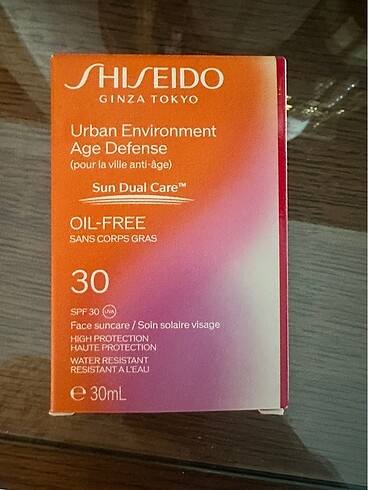 SHISEIDO
GINZA TOKYO
Urban Environment
Age Defense
(pour la ville anti-âge)
Sun Dual Care™
OIL-FREE
SANS CORPS GRAS
30
SPF 30 UVA
Face suncare / Soin solaire visage
HIGH PROTECTION
HAUTE PROTECTION
WATER RESISTANT
RESISTANT A L'EAU
℮ 30mL